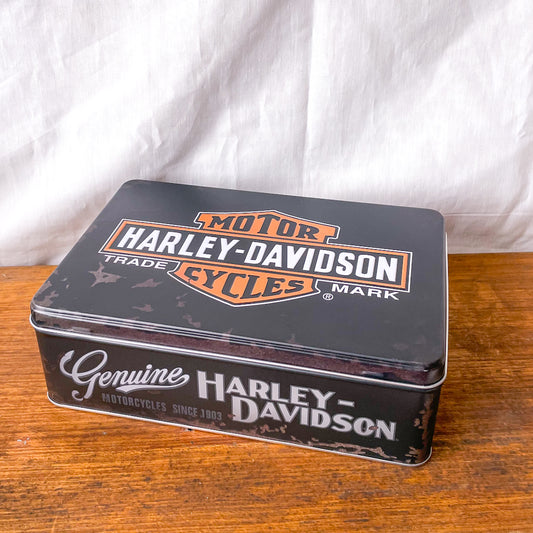 MOTOR
HARLEY-DAVIDSON
TRADE MARK
CYCLES ®
Genuine HARLEY-
MOTORCYCLES SINCE 1903 DAVIDSON